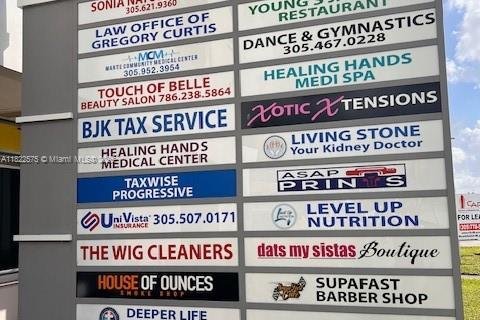 SONIA NA
305.621.9360
LAW OFFICE OF
GREGORY CURTIS
MCM
MANTE COMMUNITY MEDICAL CENTER
305.952.3954
TOUCH OF BELLE
BEAUTY SALON 786.238.5864
BJK TAX SERVICE
HEALING HANDS
MEDICAL CENTER
TAXWISE
PROGRESSIVE
UniVista INSURANCE 305.507.0171
THE WIG CLEANERS
HOUSE OF OUNCES
SMOKE SHOP
DEEPER LIFE
YOUNG'S
RESTAURANT
DANCE & GYMNASTICS
305.467.0228
HEALING HANDS
MEDI SPA
XOTIC X TENSIONS
LIVING STONE
Your Kidney Doctor
ASAP
PRINTS
LEVEL UP
NUTRITION
dats my sistas Boutique
SUPAFAST
BARBER SHOP
FOR LEA